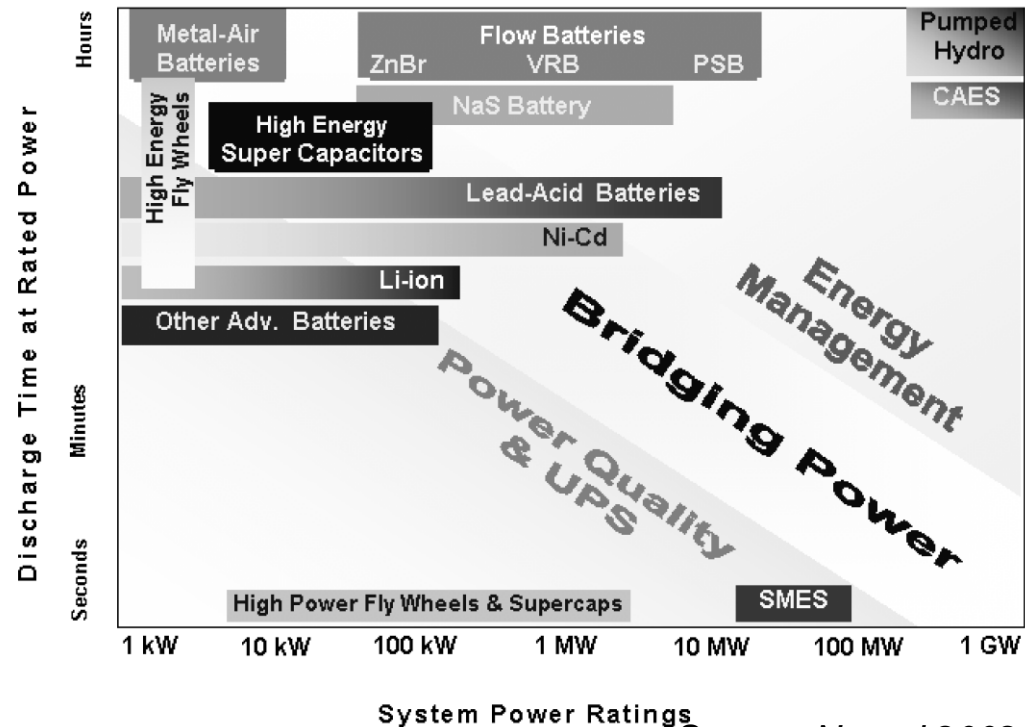 Discharge Time at Rated Power
Hours
Minutes
Seconds
Metal-Air
Batteries
Flow Batteries
ZnBr VRB PSB
Pumped
Hydro
NaS Battery
CAES
High Energy
Fly Wheels
High Energy
Super Capacitors
Lead-Acid Batteries
Ni-Cd
Li-ion
Other Adv. Batteries
Energy
Management
Bridging Power
Power Quality
& UPS
High Power Fly Wheels & Supercaps
SMES
1 kW 10 kW 100 kW 1 MW 10 MW 100 MW 1 GW
System Power Ratings